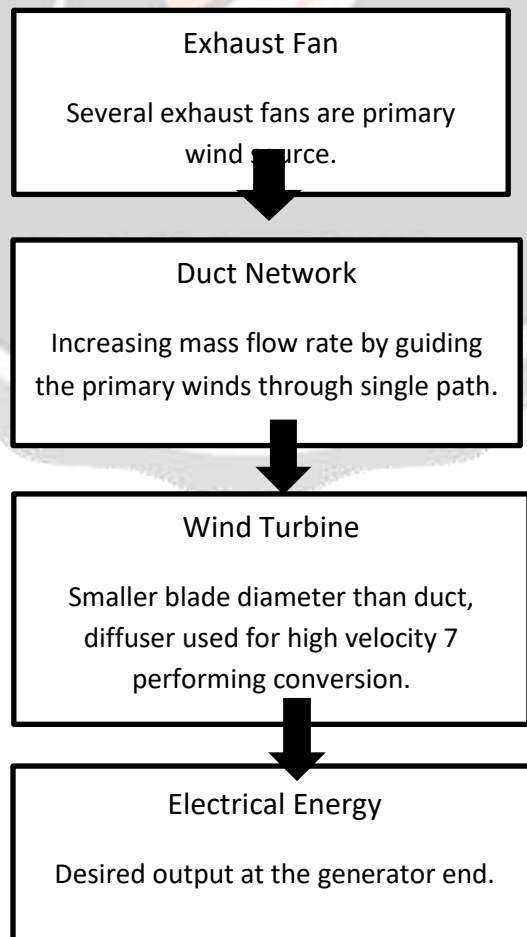 Exhaust Fan
Several exhaust fans are primary
wind source.
Duct Network
Increasing mass flow rate by guiding
the primary winds through single path.
Wind Turbine
Smaller blade diameter than duct,
diffuser used for high velocity 7
performing conversion.
Electrical Energy
Desired output at the generator end.